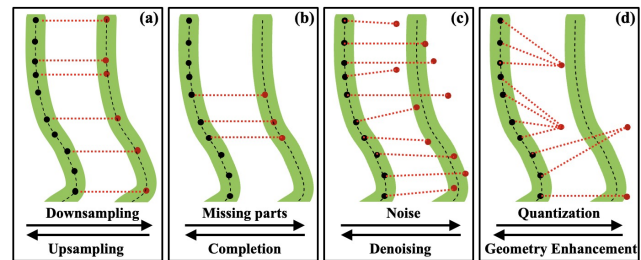 (a) (b) (c) (d)
Downsampling Missing parts Noise Quantization
Upsampling Completion Denoising Geometry Enhancement